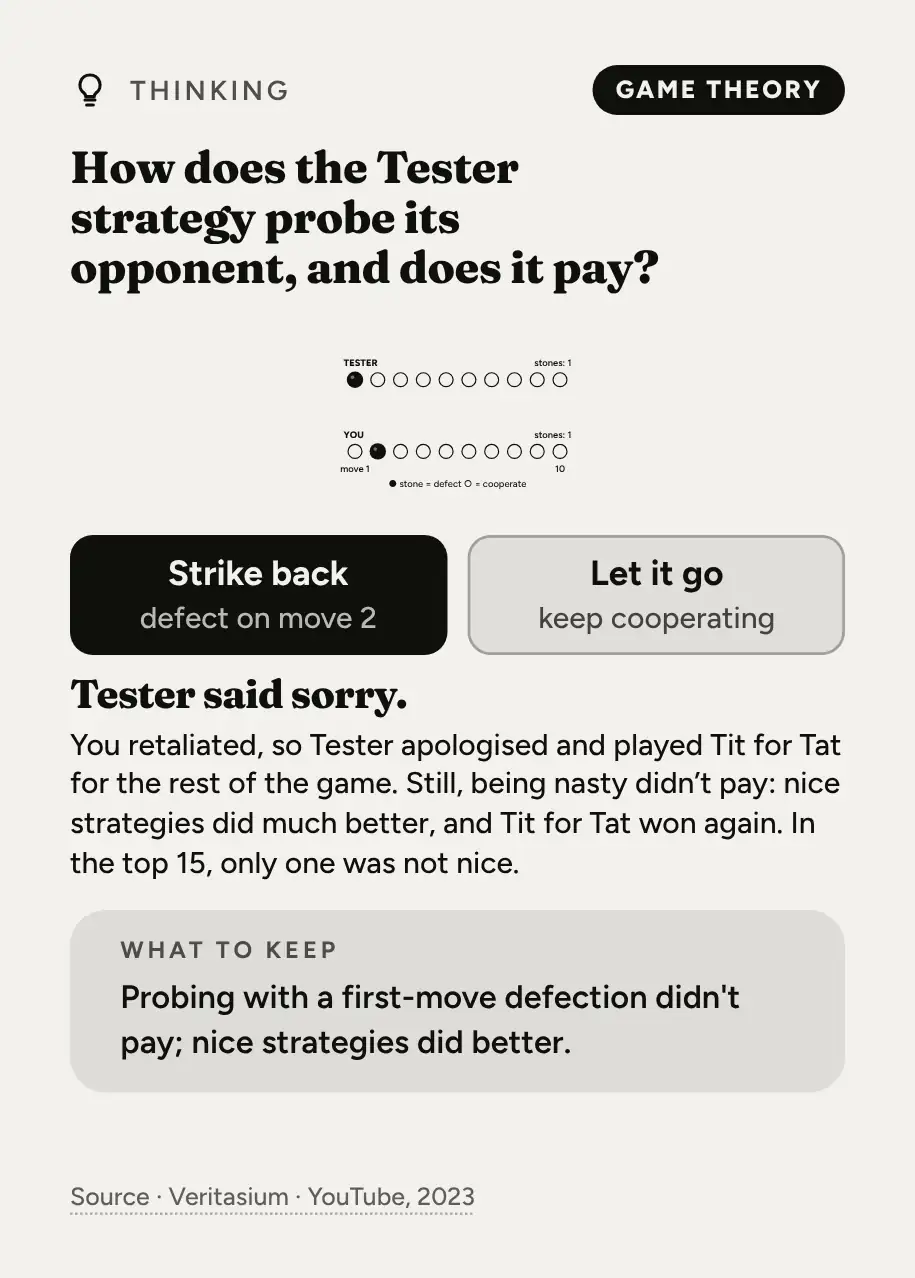 THINKING
GAME THEORY
How does the Tester
strategy probe its
opponent, and does it pay?
TESTER
stones: 1
YOU
stones: 1
move 1
10
stone = defect
= cooperate
Strike back
defect on move 2
Let it go
keep cooperating
Tester said sorry.
You retaliated, so Tester apologised and played Tit for Tat
for the rest of the game. Still, being nasty didn’t pay: nice
strategies did much better, and Tit for Tat won again. In
the top 15, only one was not nice.
WHAT TO KEEP
Probing with a first-move defection didn't
pay; nice strategies did better.
Source · Veritasium · YouTube, 2023